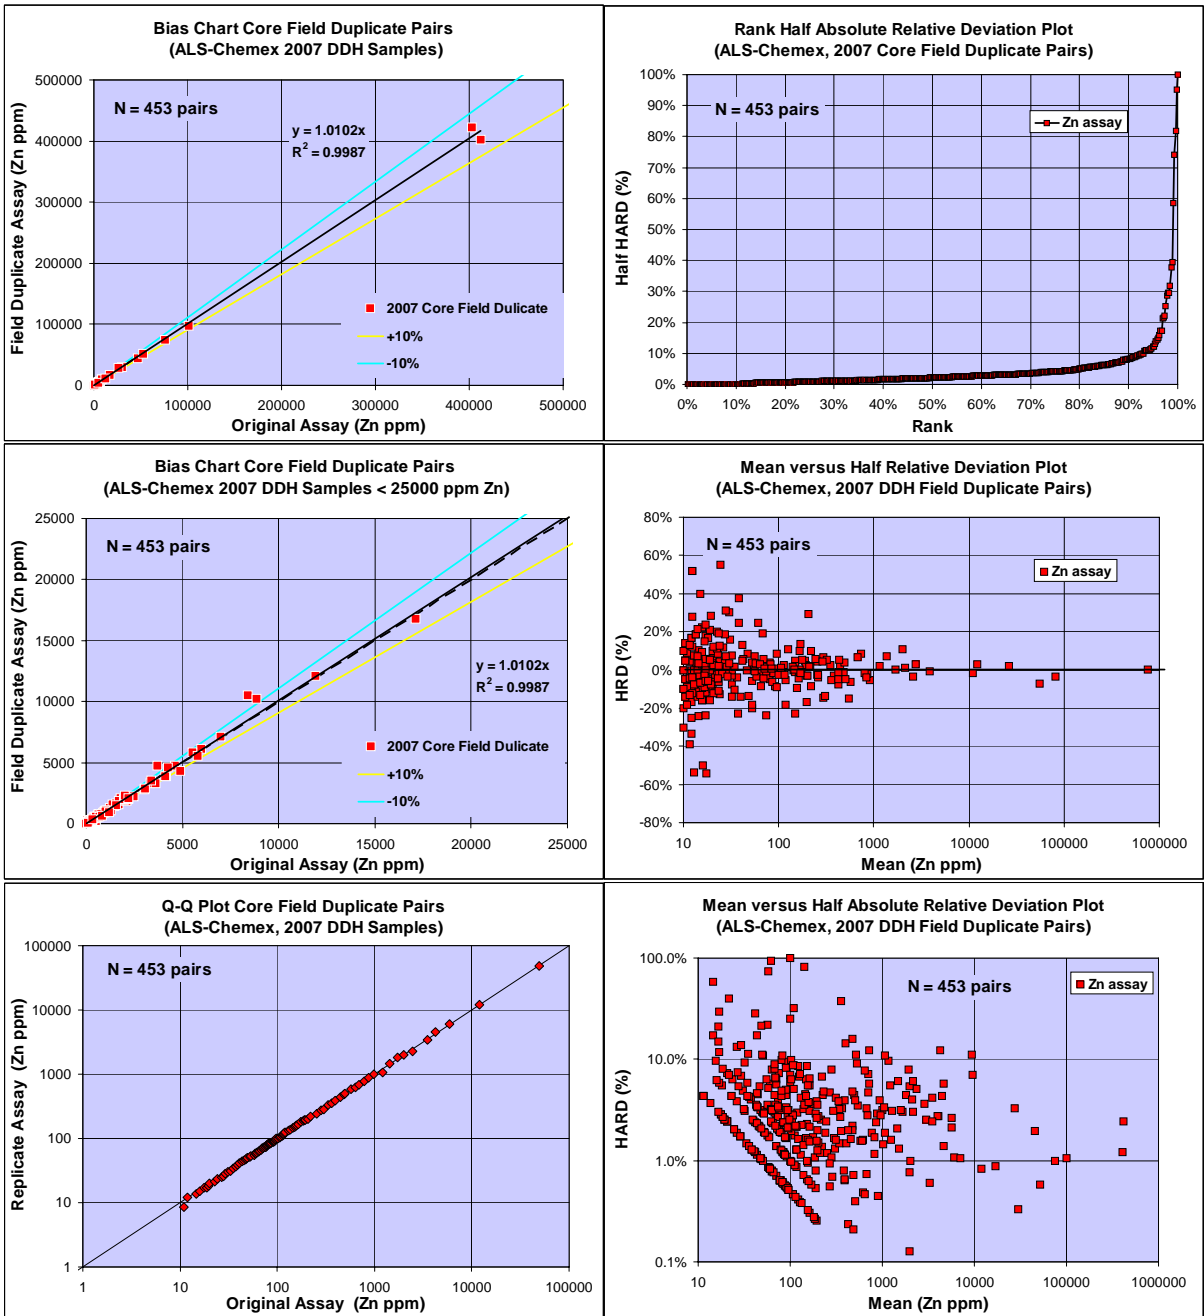 Bias Chart Core Field Duplicate Pairs
(ALS-Chemex 2007 DDH Samples)
N = 453 pairs
y = 1.0102x
R² = 0.9987
2007 Core Field Dulicate
+10%
-10%
500000
400000
300000
200000
100000
0
0 100000 200000 300000 400000 500000
Field Duplicate Assay (Zn ppm)
Original Assay (Zn ppm)
Rank Half Absolute Relative Deviation Plot
(ALS-Chemex, 2007 Core Field Duplicate Pairs)
N = 453 pairs
Zn assay
100%
90%
80%
70%
60%
50%
40%
30%
20%
10%
0%
0% 10% 20% 30% 40% 50% 60% 70% 80% 90% 100%
Half HARD (%)
Rank
Bias Chart Core Field Duplicate Pairs
(ALS-Chemex 2007 DDH Samples < 25000 ppm Zn)
N = 453 pairs
y = 1.0102x
R² = 0.9987
2007 Core Field Dulicate
+10%
-10%
25000
20000
15000
10000
5000
0
0 5000 10000 15000 20000 25000
Field Duplicate Assay (Zn ppm)
Original Assay (Zn ppm)
Mean versus Half Relative Deviation Plot
(ALS-Chemex, 2007 DDH Field Duplicate Pairs)
N = 453 pairs
Zn assay
80%
60%
40%
20%
0%
-20%
-40%
-60%
-80%
10 100 1000 10000 100000 1000000
HRD (%)
Mean (Zn ppm)
Q-Q Plot Core Field Duplicate Pairs
(ALS-Chemex, 2007 DDH Samples)
N = 453 pairs
100000
10000
1000
100
10
1
1 10 100 1000 10000 100000
Replicate Assay (Zn ppm)
Original Assay (Zn ppm)
Mean versus Half Absolute Relative Deviation Plot
(ALS-Chemex, 2007 DDH Field Duplicate Pairs)
N = 453 pairs
Zn assay
100.0%
10.0%
1.0%
0.1%
10 100 1000 10000 100000 1000000
HARD (%)
Mean (Zn ppm)